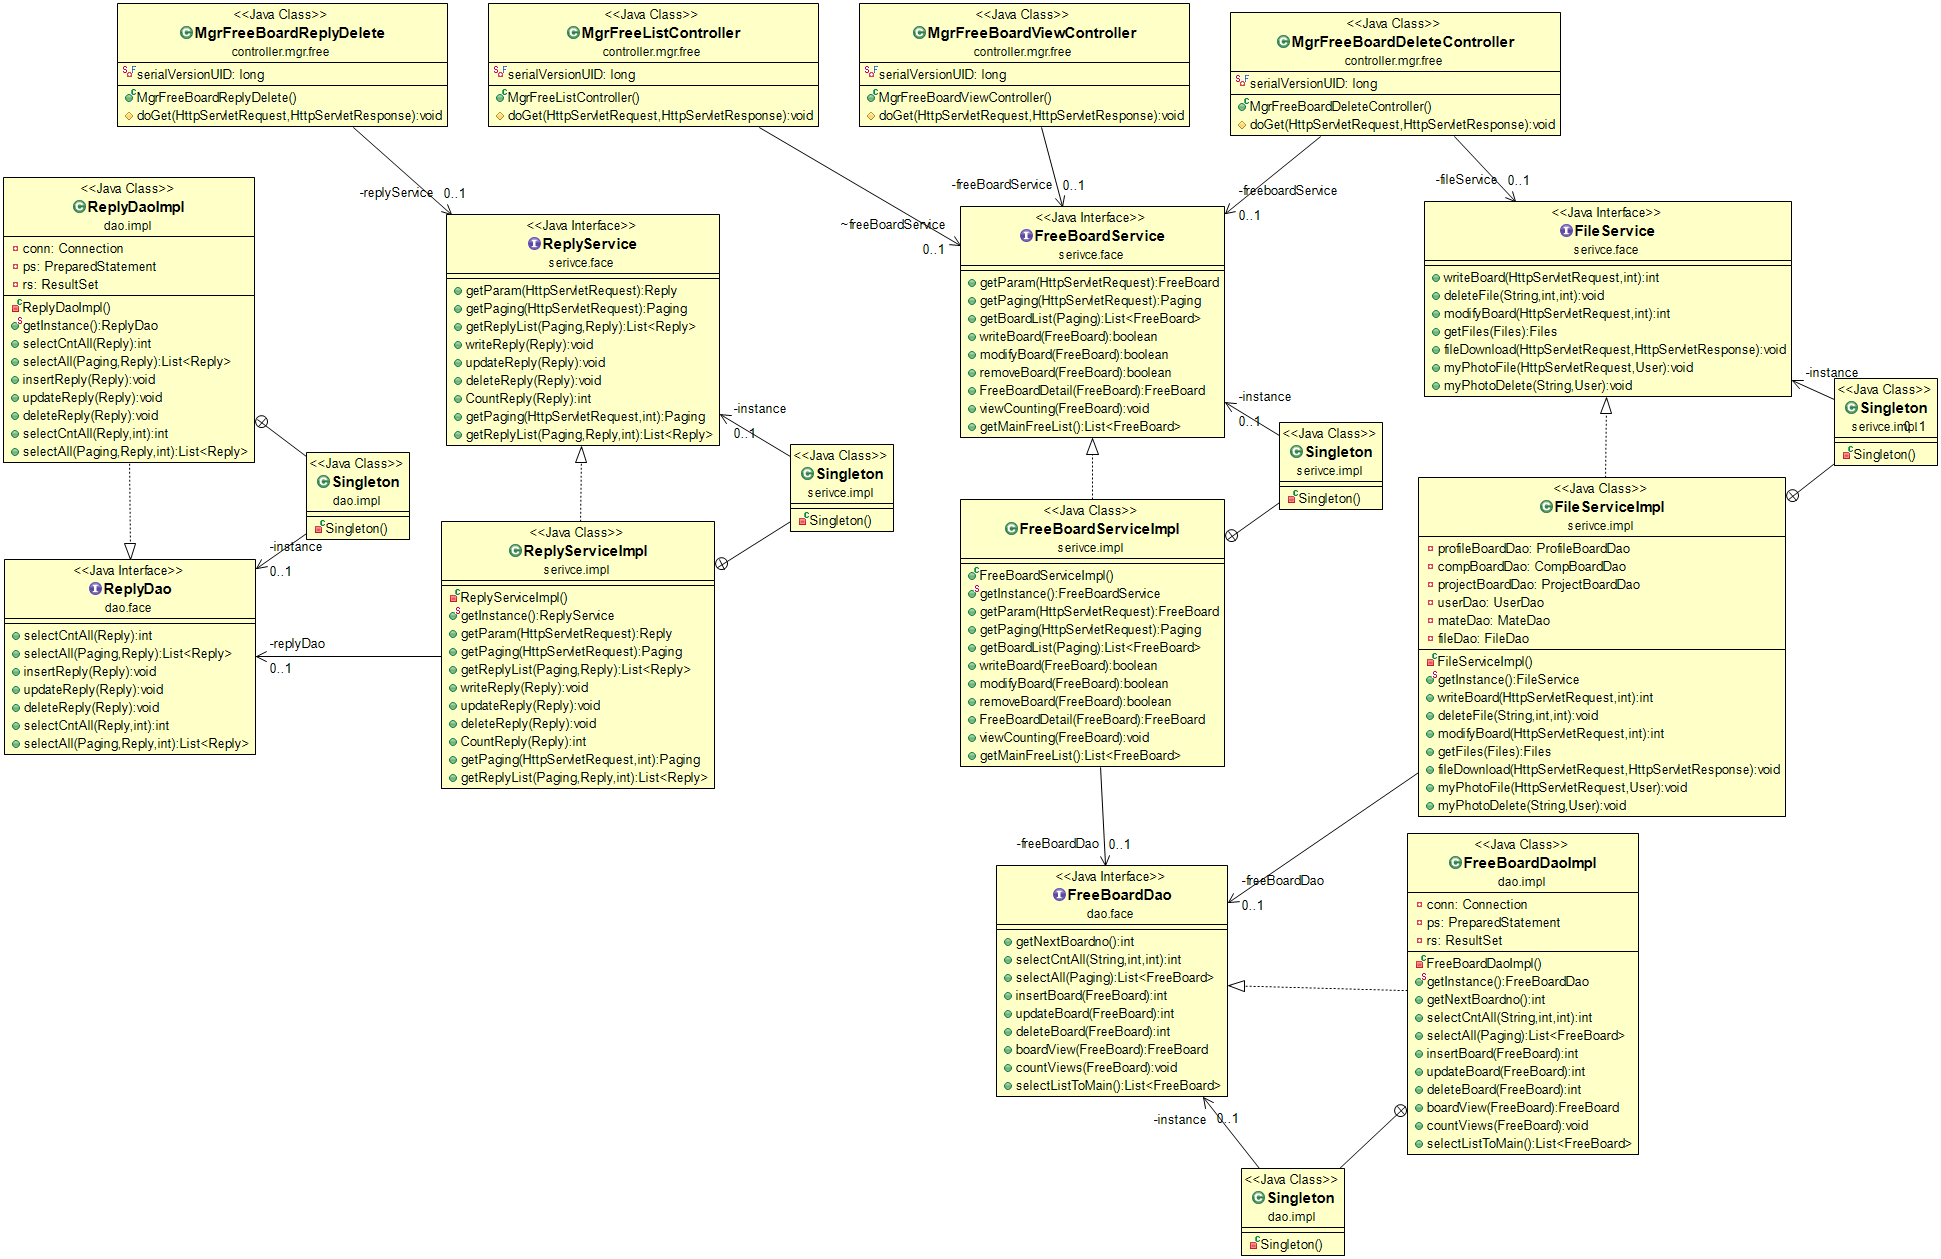 <<Java Class>>
MgrFreeBoardReplyDelete
controller.mgr.free
serialVersionUID: long
MgrFreeBoardReplyDelete()
doGet(HttpServletRequest,HttpServletResponse):void
<<Java Class>>
MgrFreeListController
controller.mgr.free
serialVersionUID: long
MgrFreeListController()
doGet(HttpServletRequest,HttpServletResponse):void
<<Java Class>>
MgrFreeBoardViewController
controller.mgr.free
serialVersionUID: long
MgrFreeBoardViewController()
doGet(HttpServletRequest,HttpServletResponse):void
<<Java Class>>
MgrFreeBoardDeleteController
controller.mgr.free
serialVersionUID: long
MgrFreeBoardDeleteController()
doGet(HttpServletRequest,HttpServletResponse):void
-replyService
0..1
~freeBoardService
0..1
-freeBoardService
0..1
-freeboardService
0..1
-fileService
0..1
<<Java Class>>
ReplyDaoImpl
dao.impl
conn: Connection
ps: PreparedStatement
rs: ResultSet
ReplyDaoImpl()
getInstance():ReplyDao
selectCntAll(Reply):int
selectAll(Paging,Reply):List<Reply>
insertReply(Reply):void
updateReply(Reply):void
deleteReply(Reply):void
selectCntAll(Reply,int):int
selectAll(Paging,Reply,int):List<Reply>
<<Java Interface>>
ReplyService
serivce.face
getParam(HttpServletRequest):Reply
getPaging(HttpServletRequest):Paging
getReplyList(Paging,Reply):List<Reply>
writeReply(Reply):void
updateReply(Reply):void
deleteReply(Reply):void
CountReply(Reply):int
getPaging(HttpServletRequest,int):Paging
getReplyList(Paging,Reply,int):List<Reply>
<<Java Interface>>
FreeBoardService
serivce.face
getParam(HttpServletRequest):FreeBoard
getPaging(HttpServletRequest):Paging
getBoardList(Paging):List<FreeBoard>
writeBoard(FreeBoard):boolean
modifyBoard(FreeBoard):boolean
removeBoard(FreeBoard):boolean
FreeBoardDetail(FreeBoard):FreeBoard
viewCounting(FreeBoard):void
getMainFreeList():List<FreeBoard>
<<Java Interface>>
FileService
serivce.face
writeBoard(HttpServletRequest,int):int
deleteFile(String,int,int):void
modifyBoard(HttpServletRequest,int):int
getFiles(Files):Files
fileDownload(HttpServletRequest,HttpServletResponse):void
myPhotoFile(HttpServletRequest,User):void
myPhotoDelete(String,User):void
-instance
<<Java Class>>
Singleton
serivce.impl
0..1
Singleton()
-instance
0..1
<<Java Class>>
Singleton
serivce.impl
Singleton()
-instance
0..1
<<Java Class>>
Singleton
serivce.impl
Singleton()
<<Java Class>>
Singleton
dao.impl
Singleton()
-instance
0..1
<<Java Interface>>
ReplyDao
dao.face
selectCntAll(Reply):int
selectAll(Paging,Reply):List<Reply>
insertReply(Reply):void
updateReply(Reply):void
deleteReply(Reply):void
selectCntAll(Reply,int):int
selectAll(Paging,Reply,int):List<Reply>
-replyDao
0..1
<<Java Class>>
ReplyServiceImpl
serivce.impl
ReplyServiceImpl()
getInstance():ReplyService
getParam(HttpServletRequest):Reply
getPaging(HttpServletRequest):Paging
getReplyList(Paging,Reply):List<Reply>
writeReply(Reply):void
updateReply(Reply):void
deleteReply(Reply):void
CountReply(Reply):int
getPaging(HttpServletRequest,int):Paging
getReplyList(Paging,Reply,int):List<Reply>
<<Java Class>>
FreeBoardServiceImpl
serivce.impl
FreeBoardServiceImpl()
getInstance():FreeBoardService
getParam(HttpServletRequest):FreeBoard
getPaging(HttpServletRequest):Paging
getBoardList(Paging):List<FreeBoard>
writeBoard(FreeBoard):boolean
modifyBoard(FreeBoard):boolean
removeBoard(FreeBoard):boolean
FreeBoardDetail(FreeBoard):FreeBoard
viewCounting(FreeBoard):void
getMainFreeList():List<FreeBoard>
<<Java Class>>
FileServiceImpl
serivce.impl
profileBoardDao: ProfileBoardDao
compBoardDao: CompBoardDao
projectBoardDao: ProjectBoardDao
userDao: UserDao
mateDao: MateDao
fileDao: FileDao
FileServiceImpl()
getInstance():FileService
writeBoard(HttpServletRequest,int):int
deleteFile(String,int,int):void
modifyBoard(HttpServletRequest,int):int
getFiles(Files):Files
fileDownload(HttpServletRequest,HttpServletResponse):void
myPhotoFile(HttpServletRequest,User):void
myPhotoDelete(String,User):void
-freeBoardDao
0..1
-freeBoardDao
0..1
<<Java Interface>>
FreeBoardDao
dao.face
getNextBoardno():int
selectCntAll(String,int,int):int
selectAll(Paging):List<FreeBoard>
insertBoard(FreeBoard):int
updateBoard(FreeBoard):int
deleteBoard(FreeBoard):int
boardView(FreeBoard):FreeBoard
countViews(FreeBoard):void
selectListToMain():List<FreeBoard>
<<Java Class>>
FreeBoardDaoImpl
dao.impl
conn: Connection
ps: PreparedStatement
rs: ResultSet
FreeBoardDaoImpl()
getInstance():FreeBoardDao
getNextBoardno():int
selectCntAll(String,int,int):int
selectAll(Paging):List<FreeBoard>
insertBoard(FreeBoard):int
updateBoard(FreeBoard):int
deleteBoard(FreeBoard):int
boardView(FreeBoard):FreeBoard
countViews(FreeBoard):void
selectListToMain():List<FreeBoard>
-instance
0..1
<<Java Class>>
Singleton
dao.impl
Singleton()